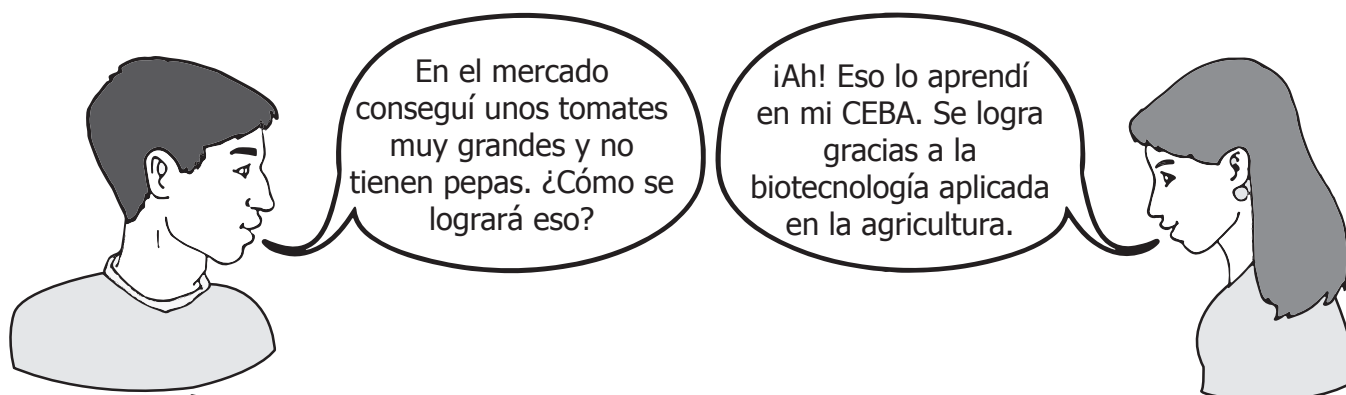 En el mercado
conseguí unos tomates
muy grandes y no
tienen pepas. ¿Cómo se
logrará eso?
¡Ah! Eso lo aprendí
en mi CEBA. Se logra
gracias a la
biotecnología aplicada
en la agricultura.